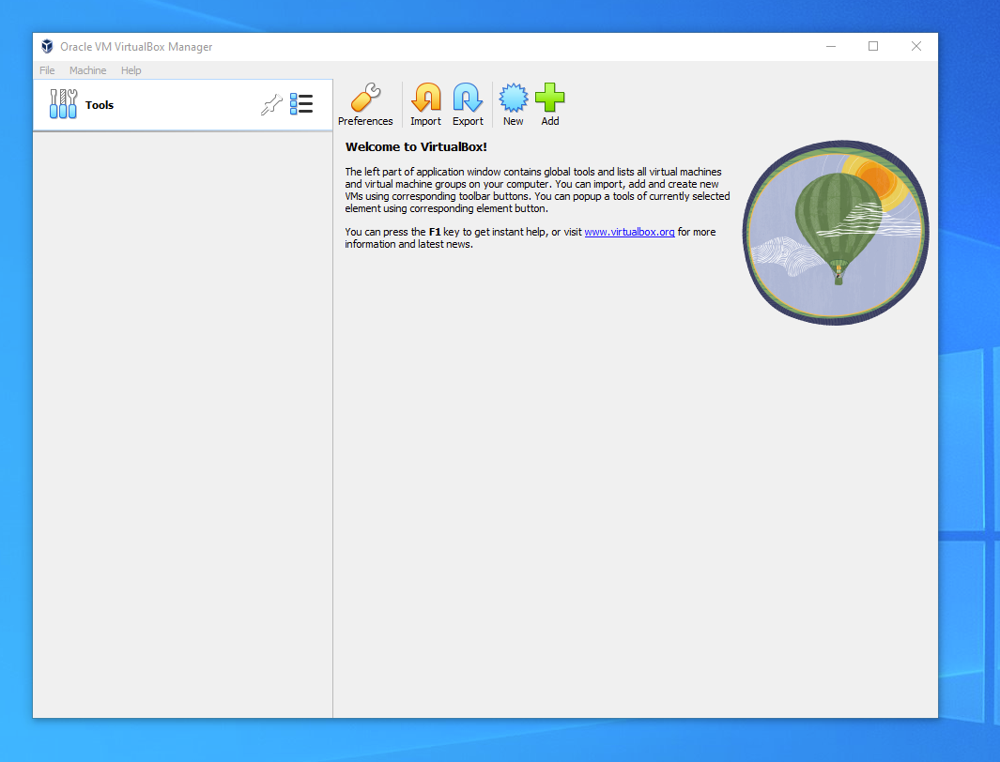 Oracle VM VirtualBox Manager
File Machine Help
Tools
Preferences Import Export New Add
Welcome to VirtualBox!
The left part of application window contains global tools and lists all virtual machines
and virtual machine groups on your computer. You can import, add and create new
VMs using corresponding toolbar buttons. You can popup a tools of currently selected
element using corresponding element button.
You can press the F1 key to get instant help, or visit www.virtualbox.org for more
information and latest news.